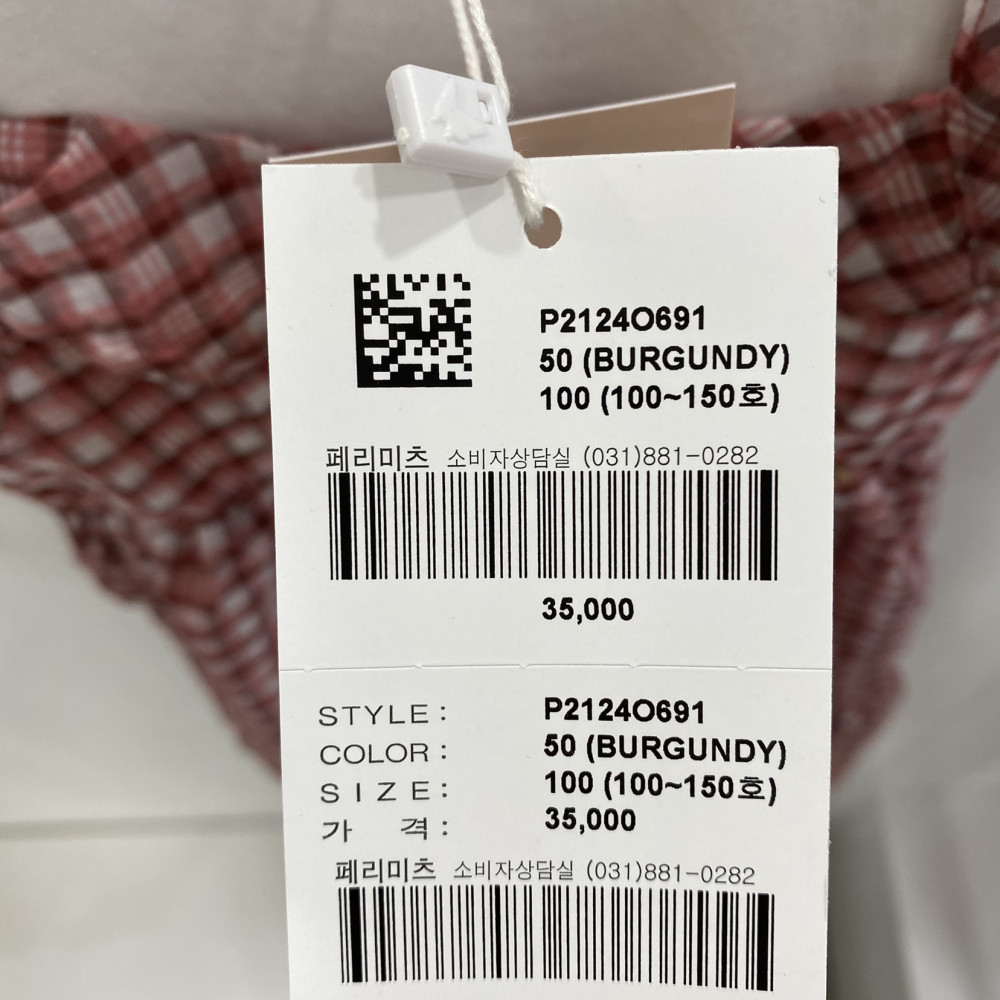 P2124O691
50 (BURGUNDY)
100 (100~150호)
페리미츠 소비자상담실 (031)881-0282
35,000
STYLE: P2124O691
COLOR: 50 (BURGUNDY)
SIZE: 100 (100~150호)
가 격: 35,000
페리미츠 소비자상담실 (031)881-0282